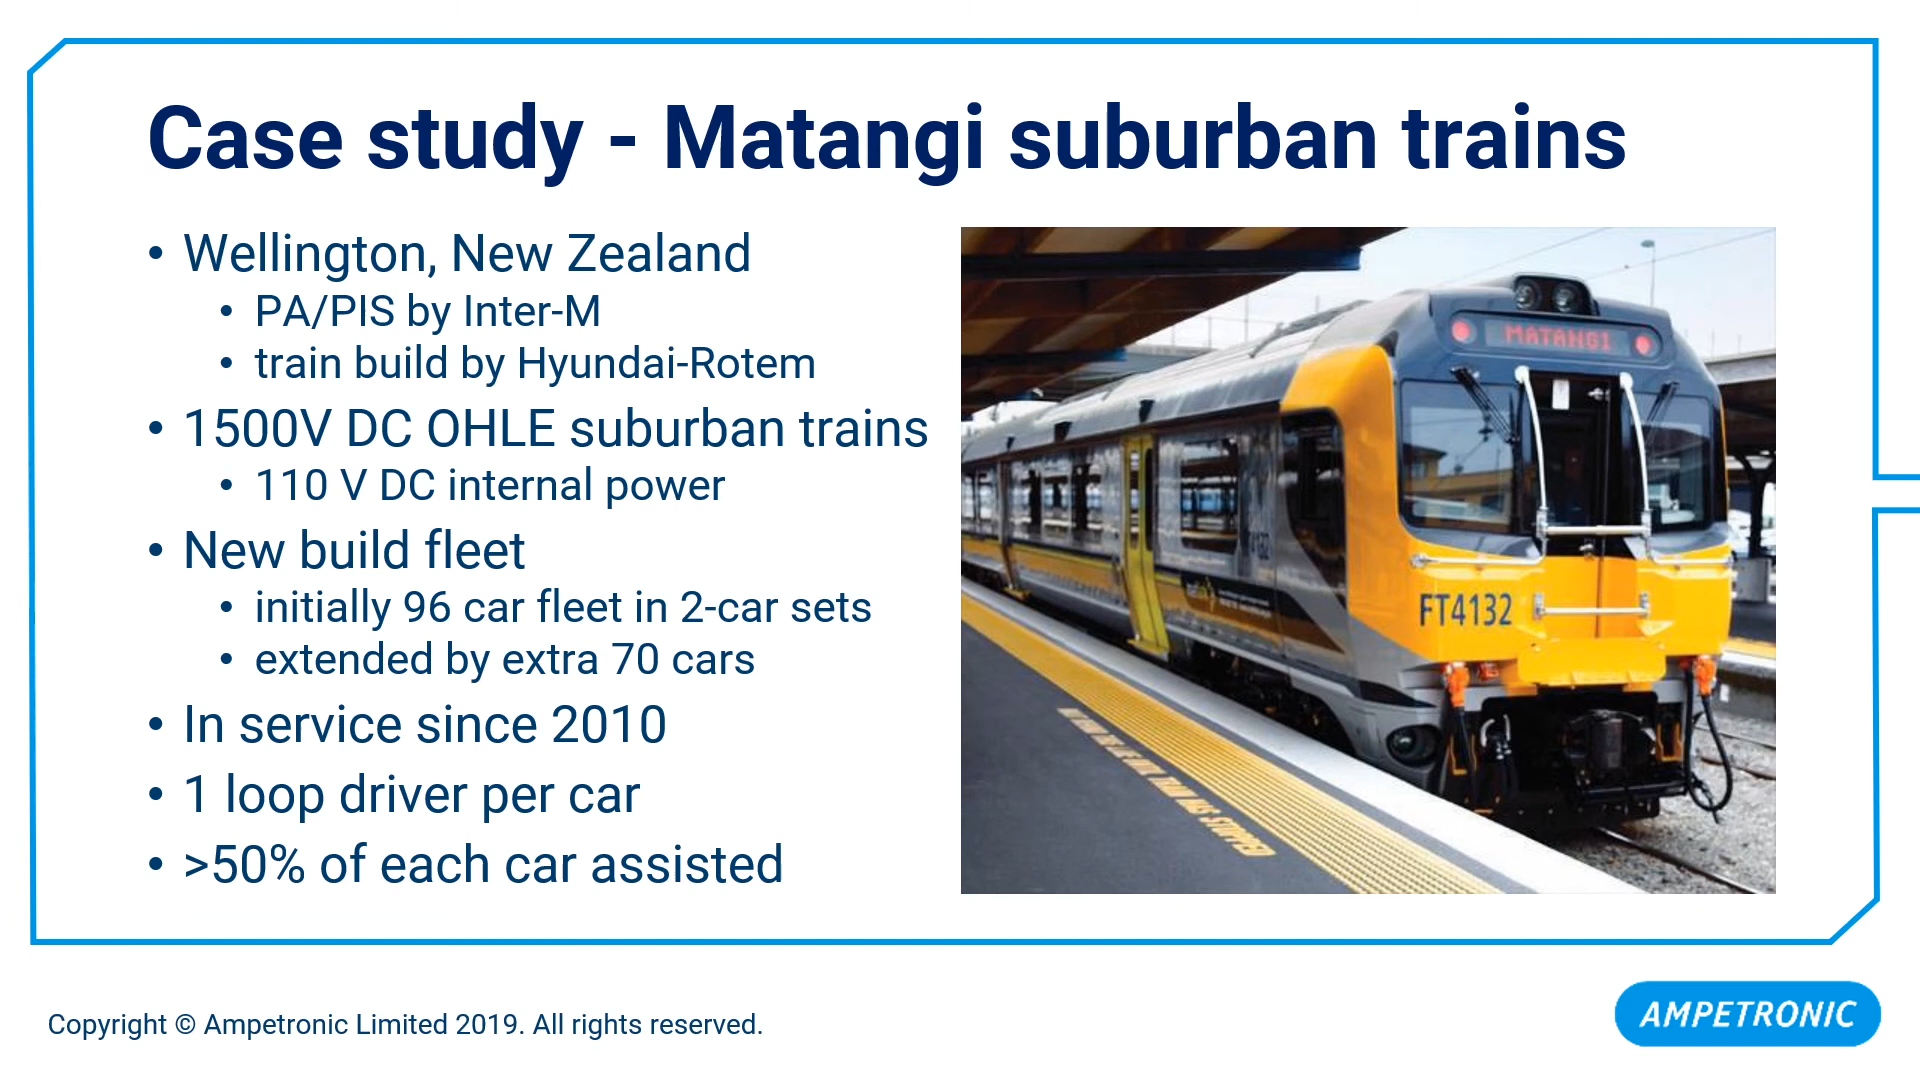 Case study - Matangi suburban trains
• Wellington, New Zealand
• PA/PIS by Inter-M
• train build by Hyundai-Rotem
• 1500V DC OHLE suburban trains
• 110 V DC internal power
• New build fleet
• initially 96 car fleet in 2-car sets
• extended by extra 70 cars
• In service since 2010
• 1 loop driver per car
• >50% of each car assisted
MATANGI
FT4132
TRAIN HAS STOPPED
Copyright © Ampetronic Limited 2019. All rights reserved.
AMPETRONIC